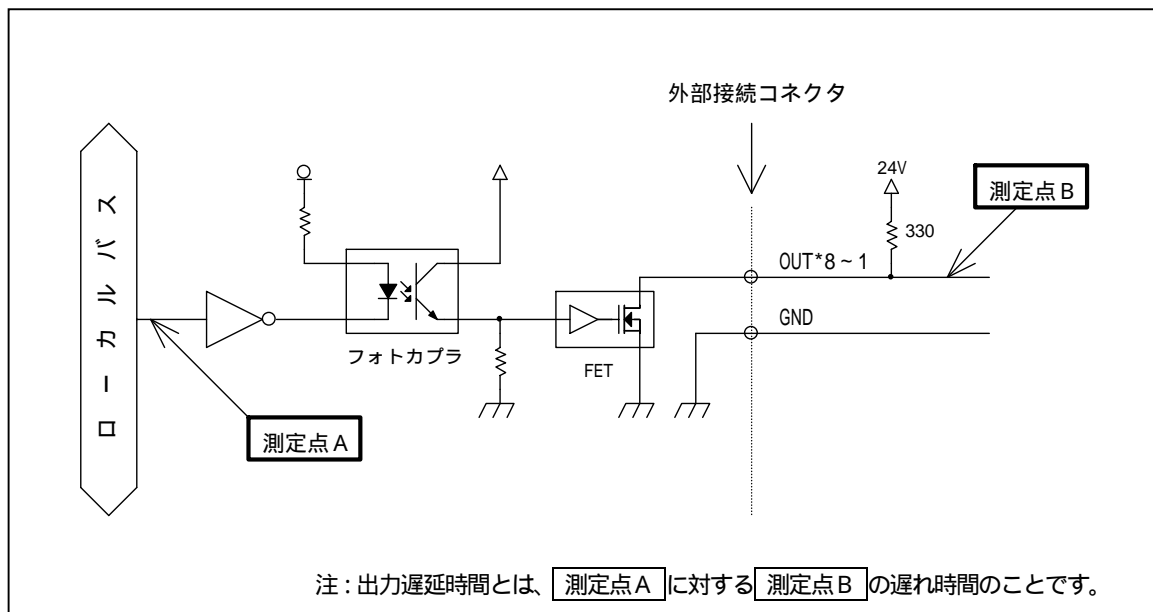 外部接続コネクタ
ローカルバス
24V
測定点B
330
OUT*8~1
GND
フォトカプラ
FET
測定点A
注:出力遅延時間とは、測定点Aに対する測定点Bの遅れ時間のことです。